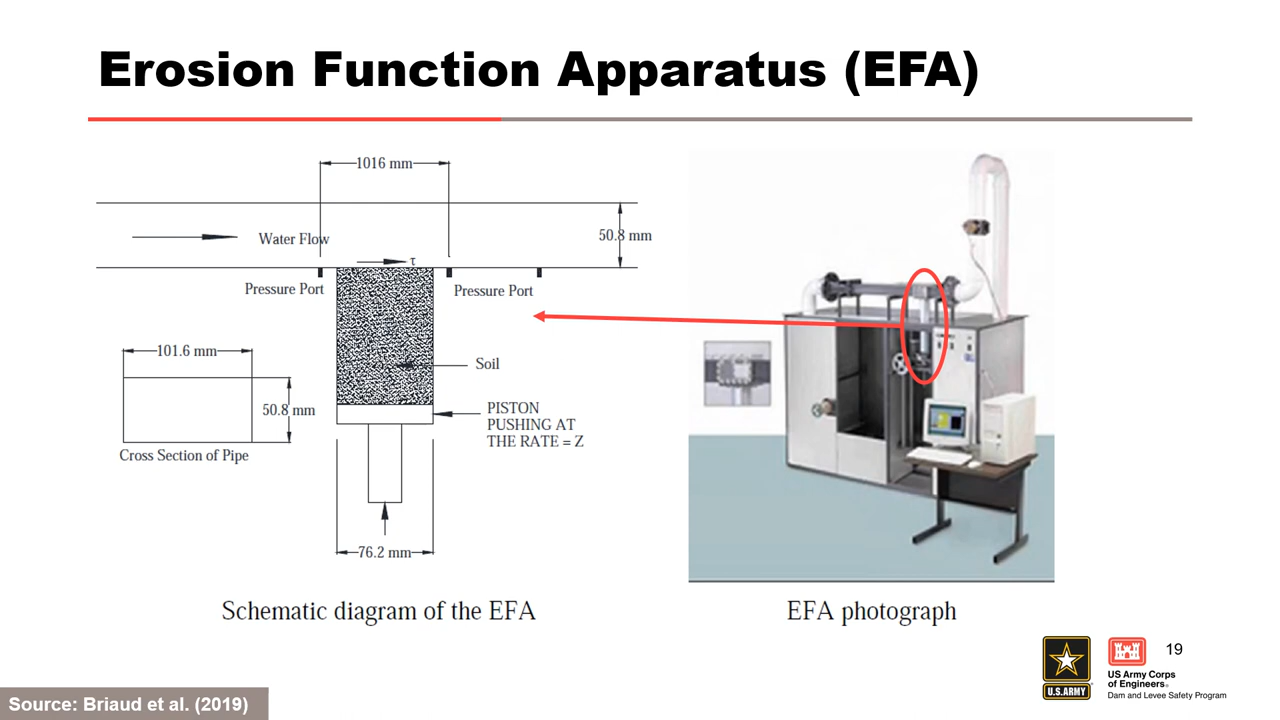 Erosion Function Apparatus (EFA)
1016 mm
Water Flow
50.8 mm
τ
Pressure Port
Pressure Port
101.6 mm
Soil
50.8 mm
PISTON
PUSHING AT
THE RATE = Z
Cross Section of Pipe
76.2 mm
Schematic diagram of the EFA
EFA photograph
U.S.ARMY
US Army Corps
of Engineers®
Dam and Levee Safety Program
19
Source: Briaud et al. (2019)